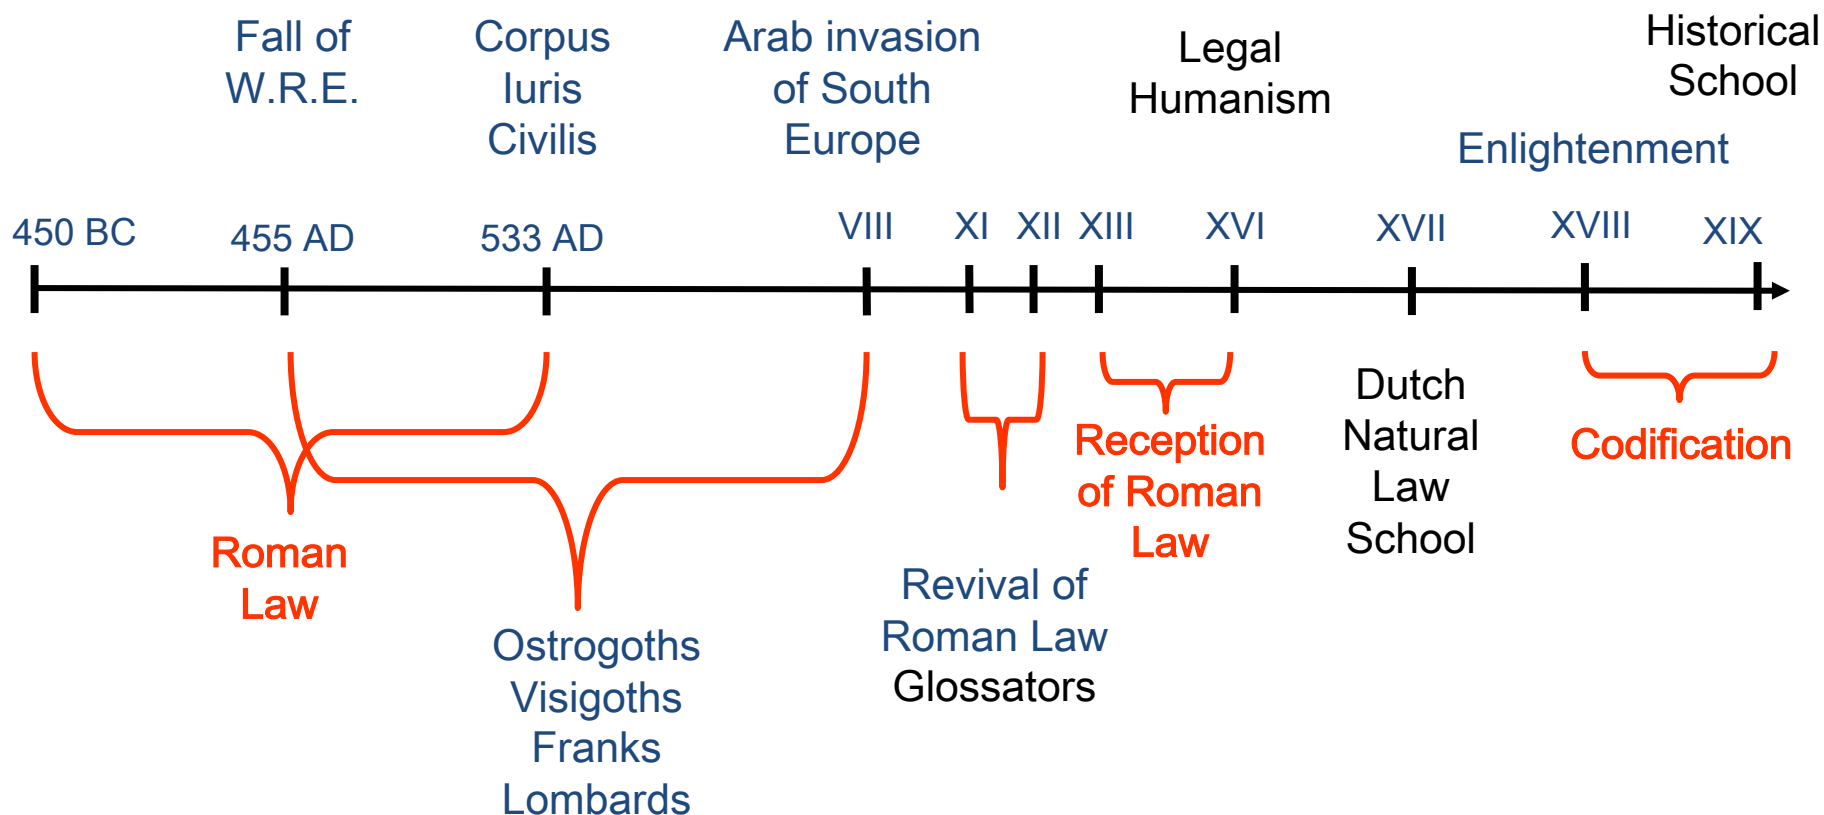 Fall of
W.R.E.
Corpus
Iuris
Civilis
Arab invasion
of South
Europe
Legal
Humanism
Historical
School
Enlightenment
450 BC
455 AD
533 AD
VIII
XI
XII
XIII
XVI
XVII
XVIII
XIX
Roman
Law
Ostrogoths
Visigoths
Franks
Lombards
Revival of
Roman Law
Glossators
Reception
of Roman
Law
Dutch
Natural
Law
School
Codification